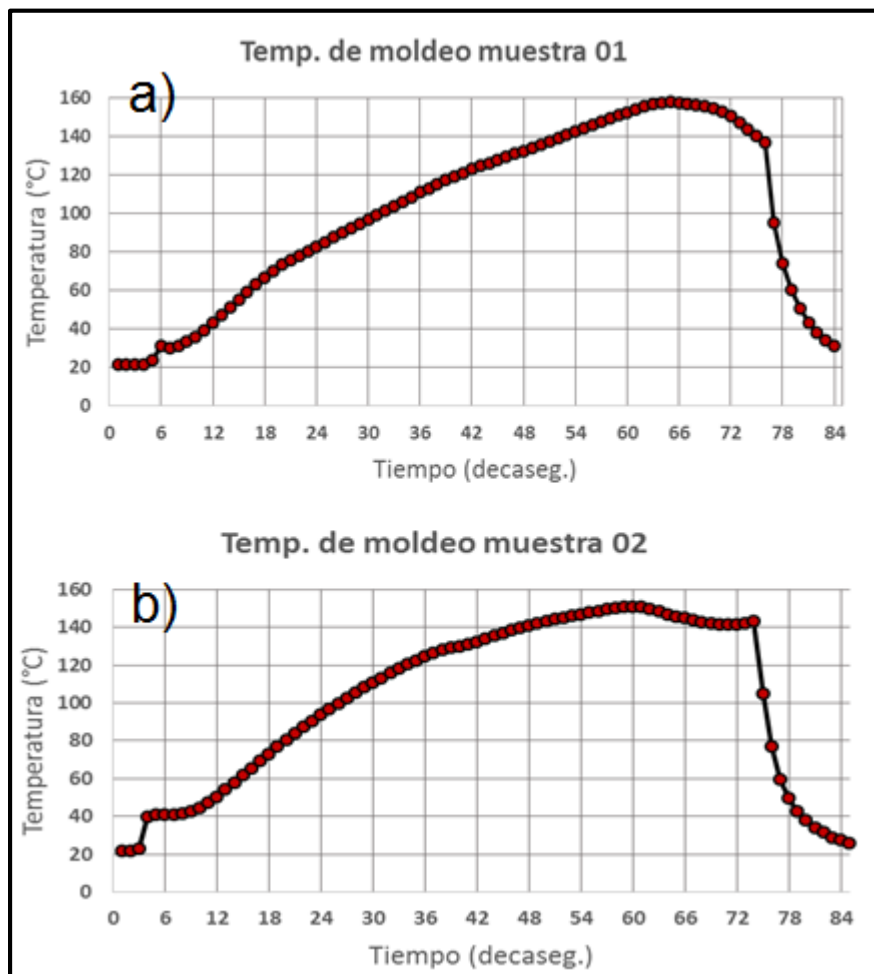 Temp. de moldeo muestra 01
a)
Temperatura (°C)
160
140
120
100
80
60
40
20
0
0 6 12 18 24 30 36 42 48 54 60 66 72 78 84
Tiempo (decaseg.)
Temp. de moldeo muestra 02
b)
Temperatura (°C)
160
140
120
100
80
60
40
20
0
0 6 12 18 24 30 36 42 48 54 60 66 72 78 84
Tiempo (decaseg.)